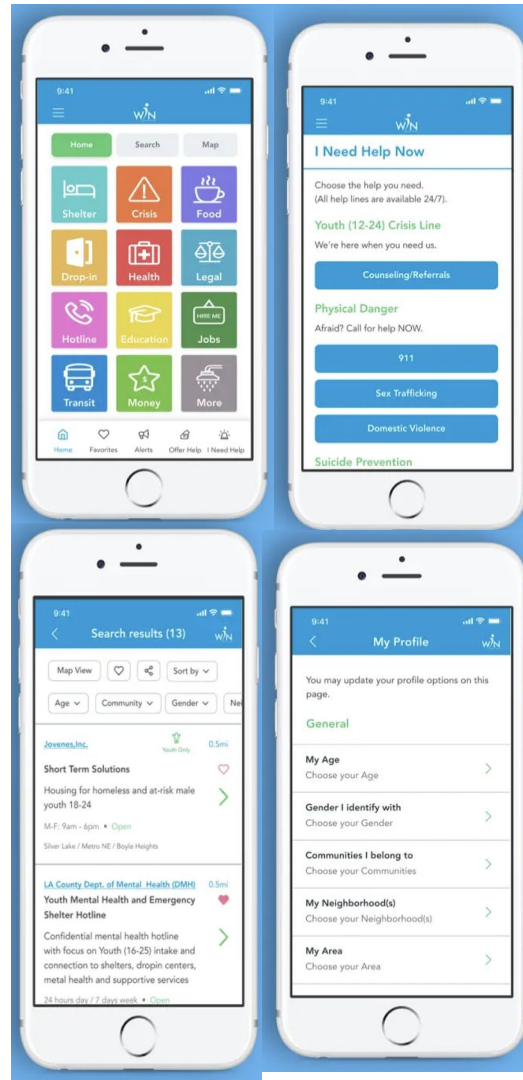 9:41
WIN
Home Search Map
Shelter Crisis Food
Drop-in Health Legal
HIRE ME
Hotline Education Jobs
$
Transit Money More
Home Favorites Alerts Offer Help I Need Help
9:41
WIN
I Need Help Now
Choose the help you need.
(All help lines are available 24/7).
Youth (12-24) Crisis Line
We're here when you need us.
Counseling/Referrals
Physical Danger
Afraid? Call for help NOW.
911
Sex Trafficking
Domestic Violence
Suicide Prevention
9:41
Search results (13) WIN
Map View Sort by
Age Community Gender Nei
Jovenes,Inc. Youth Only 0.5mi
Short Term Solutions
Housing for homeless and at-risk male
youth 18-24
M-F: 9am - 6pm • Open
Silver Lake / Metro NE / Boyle Heights
LA County Dept. of Mental Health (DMH) 0.5mi
Youth Mental Health and Emergency
Shelter Hotline
Confidential mental health hotline
with focus on Youth (16-25) intake and
connection to shelters, dropin centers,
metal health and supportive services
24 hours day / 7 days week • Open
9:41
My Profile WIN
You may update your profile options on this
page.
General
My Age
Choose your Age
Gender I identify with
Choose your Gender
Communities I belong to
Choose your Communities
My Neighborhood(s)
Choose your Neighborhood(s)
My Area
Choose your Area